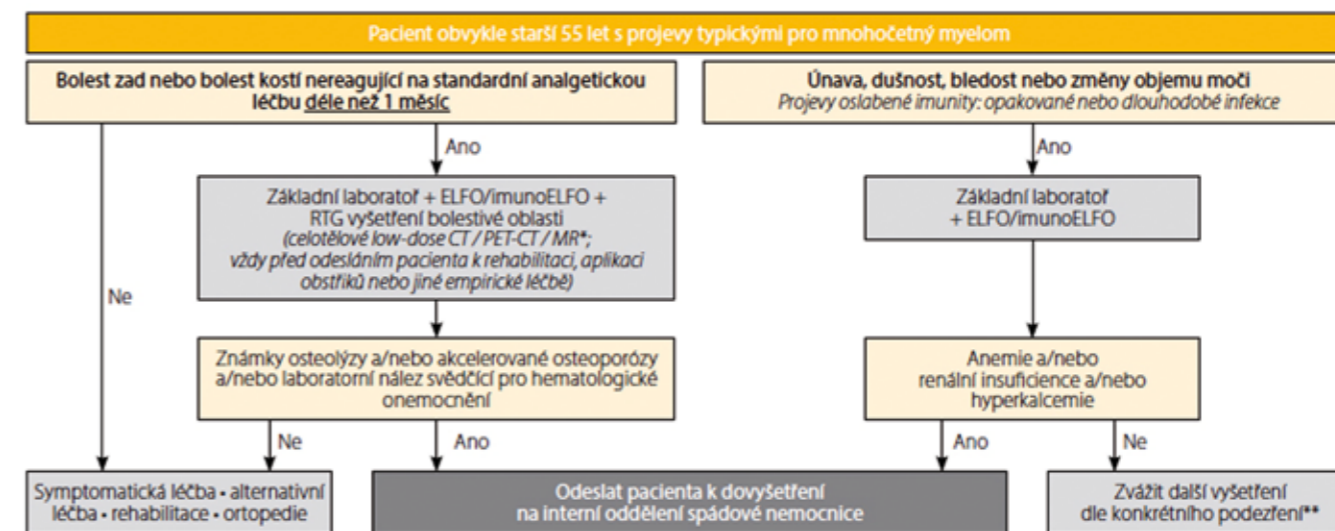 Pacient obvykle starší 55 let s projevy typickými pro mnohočetný myelom
Bolest zad nebo bolest kostí nereagující na standardní analgetickou
léčbu déle než 1 měsíc
Únava, dušnost, bledost nebo změny objemu moči
Projevy oslabené imunity: opakované nebo dlouhodobé infekce
Ano
Ano
Základní laboratoř + ELFO/imunoELFO +
RTG vyšetření bolestivé oblasti
(celotělové low-dose CT / PET-CT / MR*;
vždy před odesláním pacienta k rehabilitaci, aplikaci
obstřiků nebo jiné empirické léčbě)
Základní laboratoř
+ ELFO/imunoELFO
Ne
Známky osteolýzy a/nebo akcelerované osteoporózy
a/nebo laboratorní nález svědčící pro hematologické
onemocnění
Anemie a/nebo
renální insuficience a/nebo
hyperkalcemie
Ne
Ano
Ano
Ne
Symptomatická léčba • alternativní
léčba • rehabilitace • ortopedie
Odeslat pacienta k dovyšetření
na interní oddělení spádové nemocnice
Zvážit další vyšetření
dle konkrétního podezření**